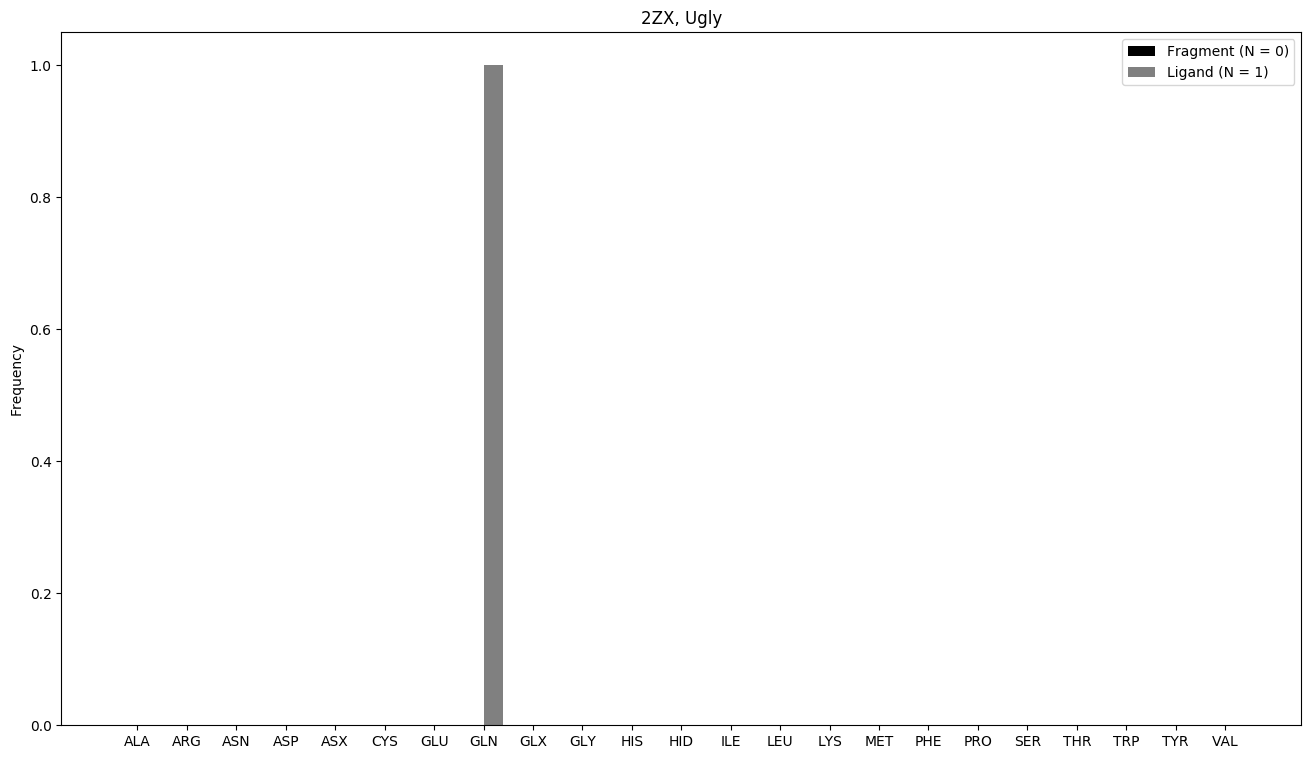 2ZX, Ugly
Fragment (N = 0)
Ligand (N = 1)
1.0
0.8
0.6
0.4
0.2
0.0
Frequency
ALA ARG ASN ASP ASX CYS GLU GLN GLX GLY HIS HID ILE LEU LYS MET PHE PRO SER THR TRP TYR VAL